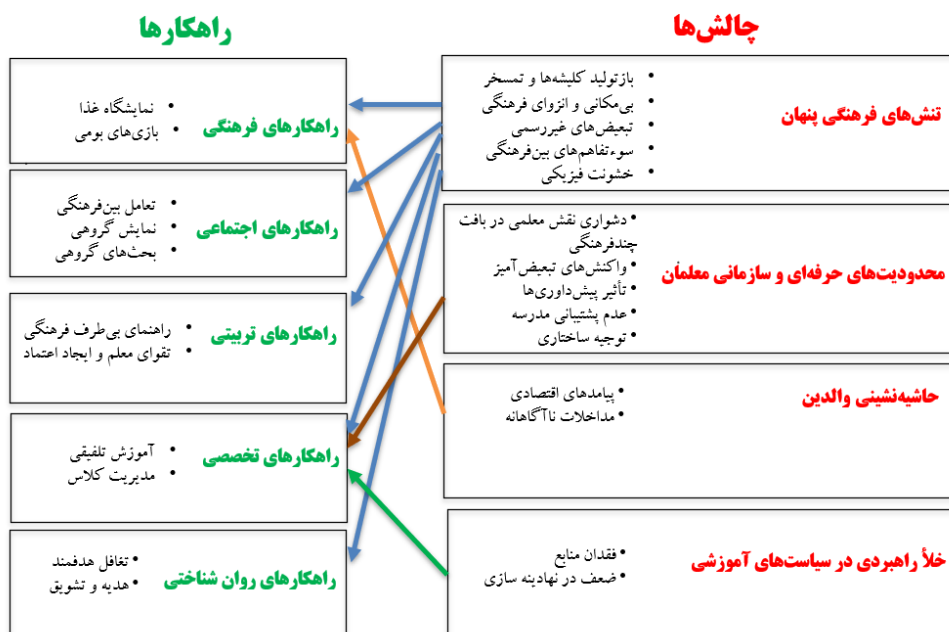 چالش‌ها
تنش‌های فرهنگی پنهان
بازتولید کلیشه‌ها و تمسخر
بی‌مکانی و انزوای فرهنگی
تبعیض‌های غیررسمی
سوءتفاهم‌های بین‌فرهنگی
خشونت فیزیکی
محدودیت‌های حرفه‌ای و سازمانی معلمان
دشواری نقش معلمی در بافت
چندفرهنگی
واکنش‌های تبعیض‌آمیز
تأثیر پیش‌داوری‌ها
عدم پشتیبانی مدرسه
توجیه ساختاری
حاشیه‌نشینی والدین
پیامدهای اقتصادی
مداخلات ناآگاهانه
خلأ راهبردی در سیاست‌های آموزشی
فقدان منابع
ضعف در نهادینه سازی
راهکارها
راهکارهای فرهنگی
نمایشگاه غذا
بازی‌های بومی
راهکارهای اجتماعی
تعامل بین‌فرهنگی
نمایش گروهی
بحث‌های گروهی
راهکارهای تربیتی
راهنمای بی‌طرف فرهنگی
تقوای معلم و ایجاد اعتماد
راهکارهای تخصصی
آموزش تلفیقی
مدیریت کلاس
راهکارهای روان شناختی
تغافل هدفمند
هدیه و تشویق